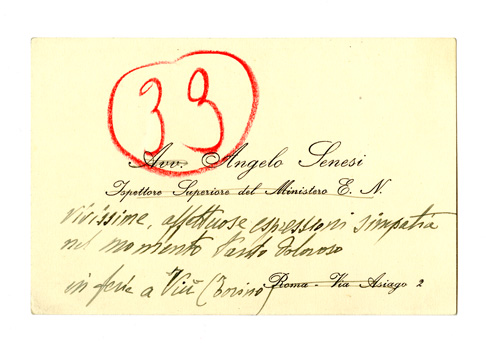 33
Avv. Angelo Senesi
Ispettore Superiore del Ministero E. N.
vivissime, affettuose espressioni simpatia
nel momento tanto doloroso
in ferie a Viù (Torino) Roma - Via Asiago 2